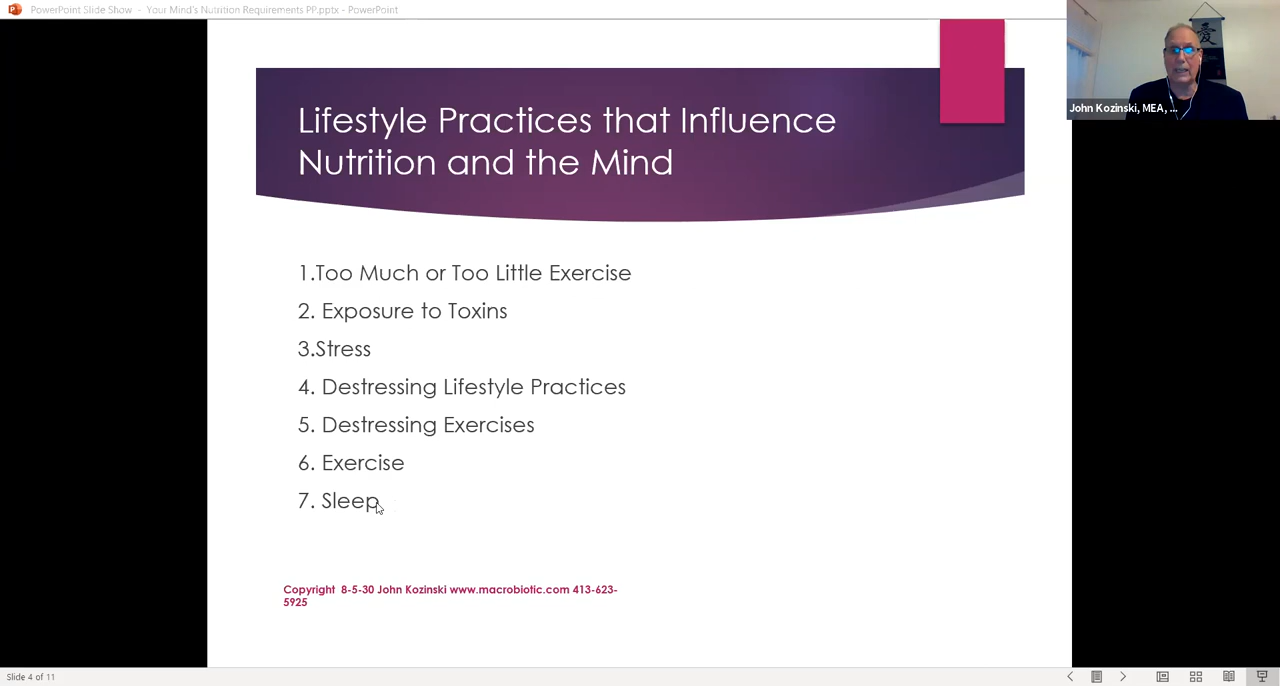 PowerPoint Slide Show - Your Mind's Nutrition Requirements PP.pptx - PowerPoint
愛
John Kozinski, MEA, ...
Lifestyle Practices that Influence
Nutrition and the Mind
1.Too Much or Too Little Exercise
2. Exposure to Toxins
3.Stress
4. Destressing Lifestyle Practices
5. Destressing Exercises
6. Exercise
7. Sleep
Copyright 8-5-30 John Kozinski www.macrobiotic.com 413-623-
5925
Slide 4 of 11